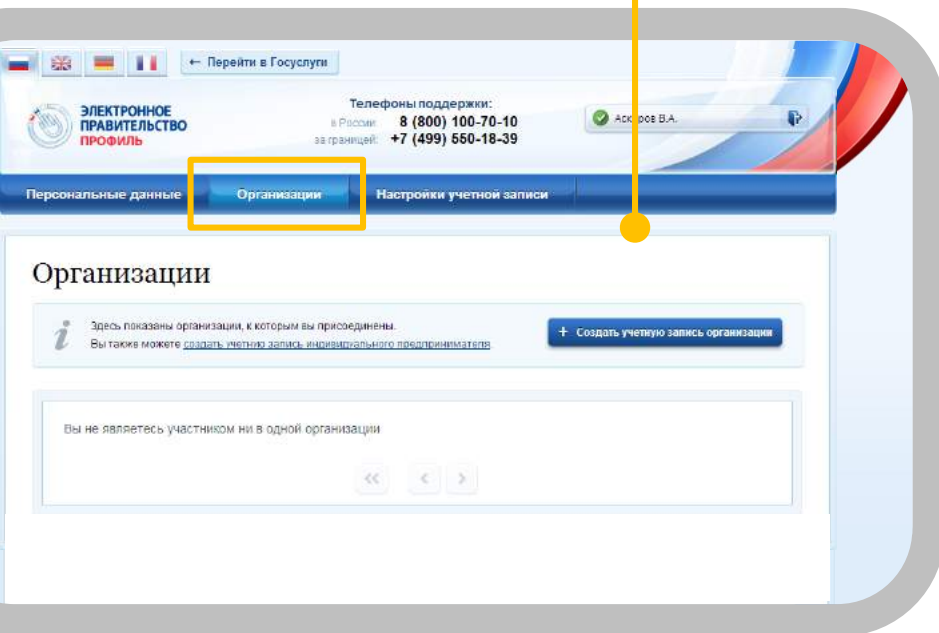 ← Перейти в Госуслуги
ЭЛЕКТРОННОЕ
ПРАВИТЕЛЬСТВО
ПРОФИЛЬ
Телефоны поддержки:
в России: 8 (800) 100-70-10
за границей: +7 (499) 550-18-39
В.А.
Персональные данные Организации Настройки учетной записи
Организации
Здесь показаны организации, к которым вы присоединены.
Вы также можете создать учетную запись индивидуального предпринимателя
+ Создать учетную запись организации
Вы не являетесь участником ни в одной организации